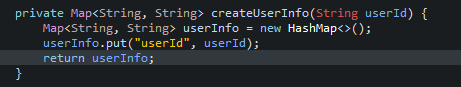 private Map<String, String> createUserInfo(String userId) {
    Map<String, String> userInfo = new HashMap<>();
    userInfo.put("userId", userId);
    return userInfo;
}